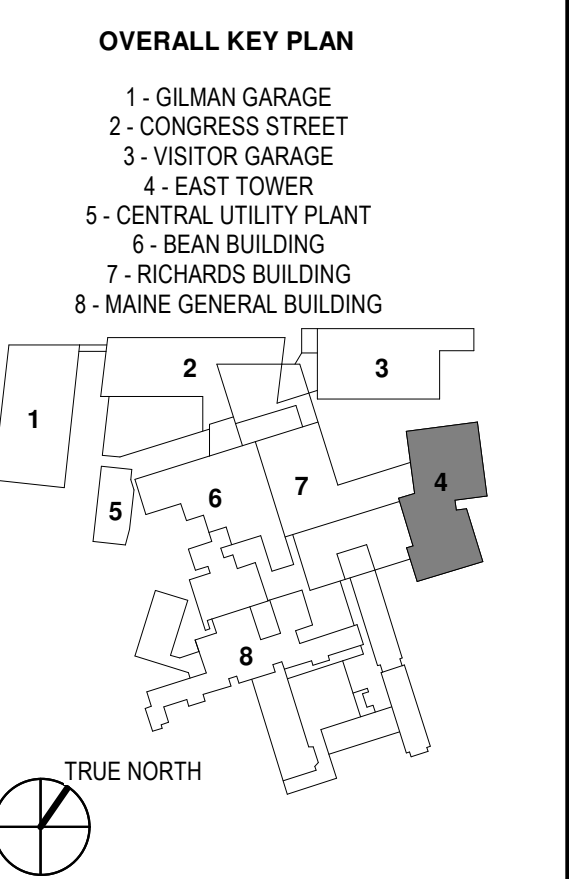 OVERALL KEY PLAN
1 - GILMAN GARAGE
2 - CONGRESS STREET
3 - VISITOR GARAGE
4 - EAST TOWER
5 - CENTRAL UTILITY PLANT
6 - BEAN BUILDING
7 - RICHARDS BUILDING
8 - MAINE GENERAL BUILDING
2
3
1
4
7
6
5
8
TRUE NORTH